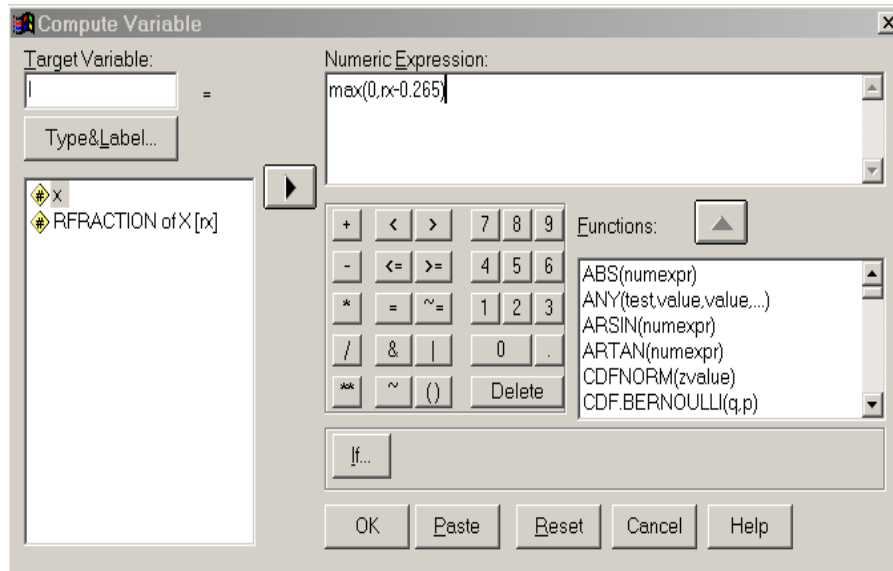 Compute Variable
Target Variable:
l
=
Type&Label...
x
RFRACTION of X [rx]
Numeric Expression:
max(0,rx-0.265)
+ < > 7 8 9
- <= >= 4 5 6
* = ~= 1 2 3
/ & | 0 .
** ~ () Delete
Functions:
ABS(numexpr)
ANY(test,value,value,...)
ARSIN(numexpr)
ARTAN(numexpr)
CDFNORM(zvalue)
CDF.BERNOULLI(q,p)
If...
OK Paste Reset Cancel Help